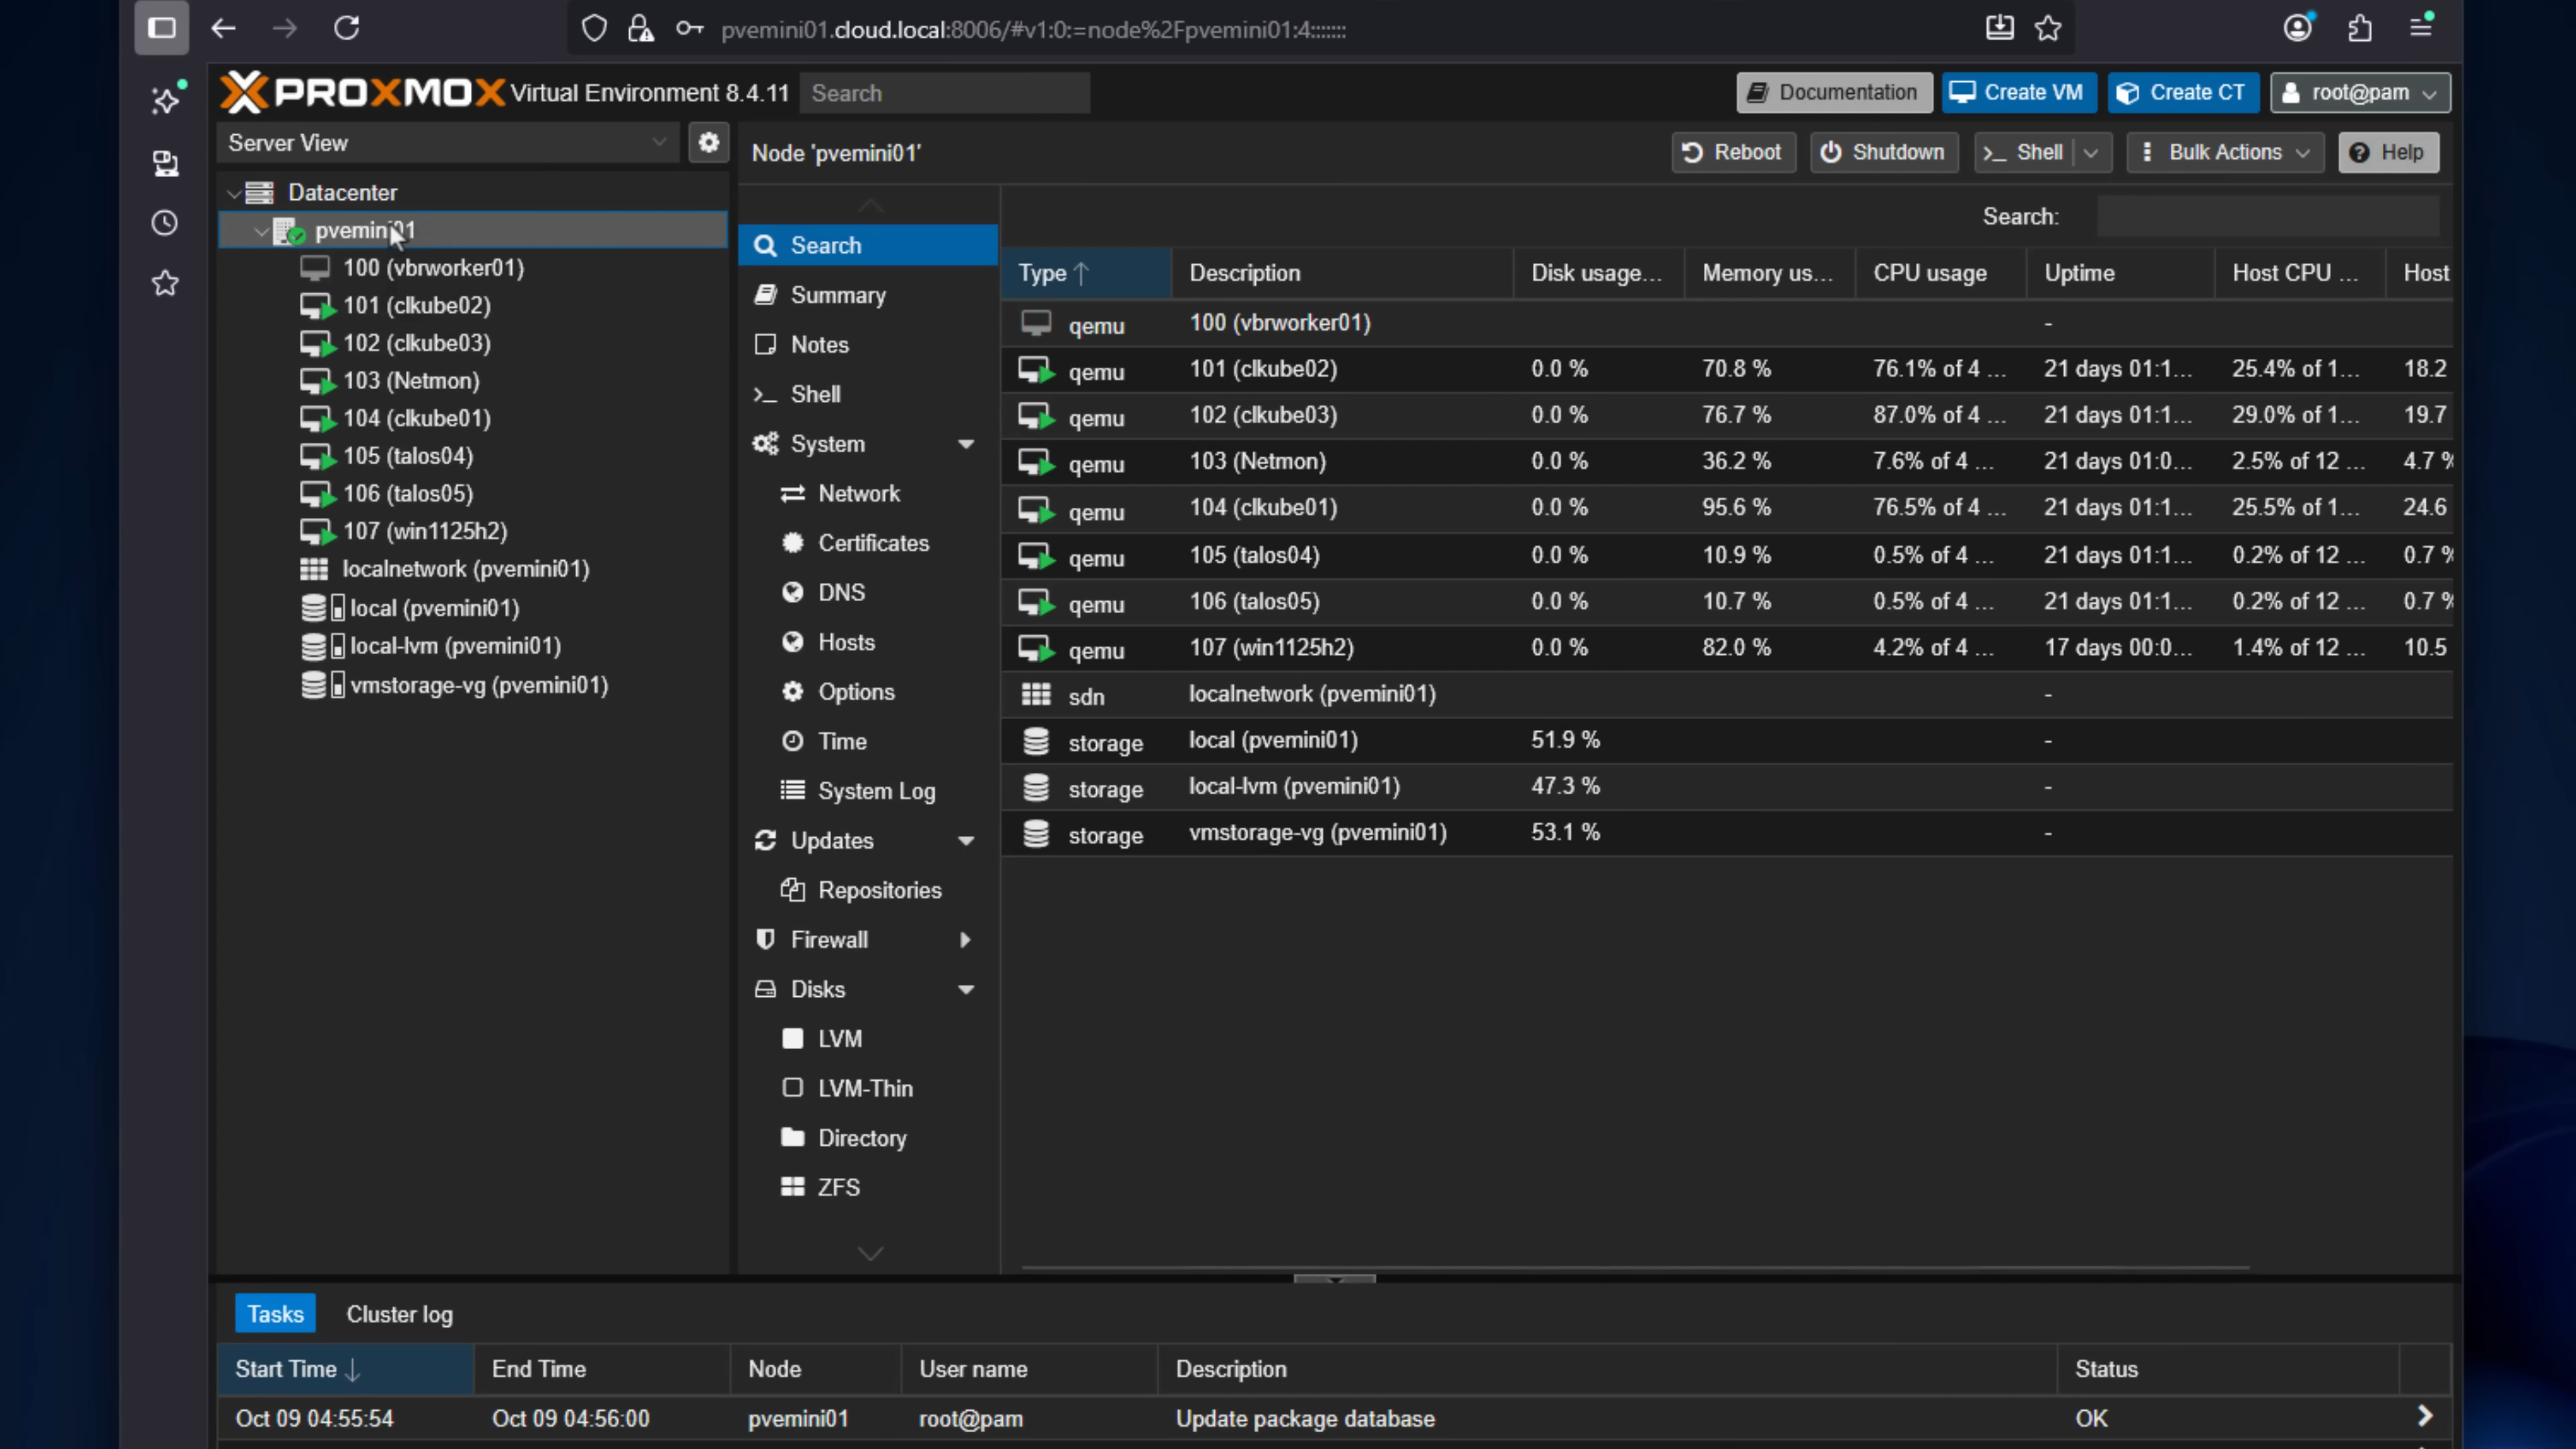 pvemini01.cloud.local:8006/#v1:0:=node%2Fpvemini01:4:::::::
PROXMOX Virtual Environment 8.4.11 Search Documentation Create VM Create CT root@pam
Server View
Node 'pvemini01' Reboot Shutdown Shell Bulk Actions Help
Datacenter
pvemini01
100 (vbrworker01)
101 (clkube02)
102 (clkube03)
103 (Netmon)
104 (clkube01)
105 (talos04)
106 (talos05)
107 (win1125h2)
localnetwork (pvemini01)
local (pvemini01)
local-lvm (pvemini01)
vmstorage-vg (pvemini01)
Search
Summary
Notes
Shell
System
Network
Certificates
DNS
Hosts
Options
Time
System Log
Updates
Repositories
Firewall
Disks
LVM
LVM-Thin
Directory
ZFS
Search:
Type Description Disk usage... Memory us... CPU usage Uptime Host CPU ... Host
qemu 100 (vbrworker01) -
qemu 101 (clkube02) 0.0 % 70.8 % 76.1% of 4 ... 21 days 01:1... 25.4% of 1... 18.2
qemu 102 (clkube03) 0.0 % 76.7 % 87.0% of 4 ... 21 days 01:1... 29.0% of 1... 19.7
qemu 103 (Netmon) 0.0 % 36.2 % 7.6% of 4 ... 21 days 01:0... 2.5% of 12 ... 4.7 %
qemu 104 (clkube01) 0.0 % 95.6 % 76.5% of 4 ... 21 days 01:1... 25.5% of 1... 24.6
qemu 105 (talos04) 0.0 % 10.9 % 0.5% of 4 ... 21 days 01:1... 0.2% of 12 ... 0.7 %
qemu 106 (talos05) 0.0 % 10.7 % 0.5% of 4 ... 21 days 01:1... 0.2% of 12 ... 0.7 %
qemu 107 (win1125h2) 0.0 % 82.0 % 4.2% of 4 ... 17 days 00:0... 1.4% of 12 ... 10.5
sdn localnetwork (pvemini01) -
storage local (pvemini01) 51.9 % -
storage local-lvm (pvemini01) 47.3 % -
storage vmstorage-vg (pvemini01) 53.1 % -
Tasks Cluster log
Start Time End Time Node User name Description Status
Oct 09 04:55:54 Oct 09 04:56:00 pvemini01 root@pam Update package database OK